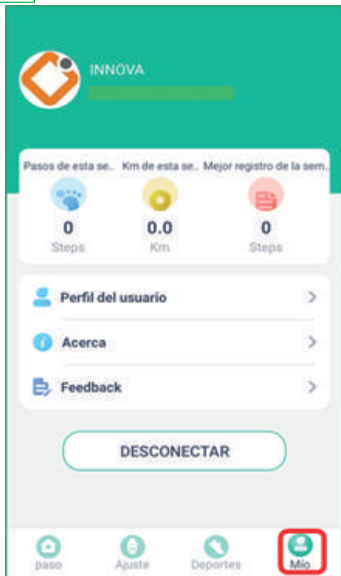 INNOVA
Pasos de esta se.. Km de esta se.. Mejor registro de la sem..
0 0.0 0
Steps Km Steps
Perfil del usuario
Acerca
Feedback
DESCONECTAR
paso Ajuste Deportes Mío